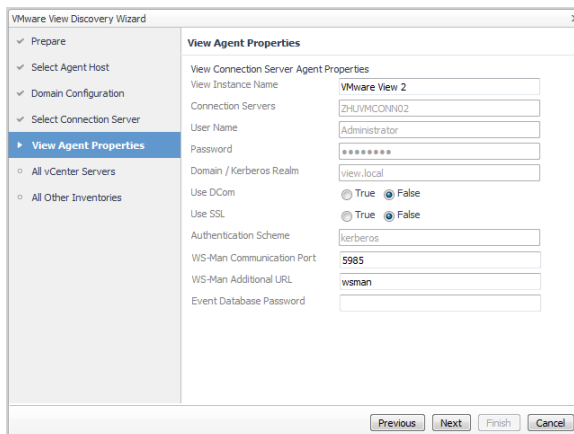 VMware View Discovery Wizard
Prepare
Select Agent Host
Domain Configuration
Select Connection Server
View Agent Properties
All vCenter Servers
All Other Inventories
View Agent Properties
View Connection Server Agent Properties
View Instance Name VMware View 2
Connection Servers ZHUVMCONN02
User Name Administrator
Password ●●●●●●●●
Domain / Kerberos Realm view.local
Use DCom True False
Use SSL True False
Authentication Scheme kerberos
WS-Man Communication Port 5985
WS-Man Additional URL wsman
Event Database Password
Previous Next Finish Cancel